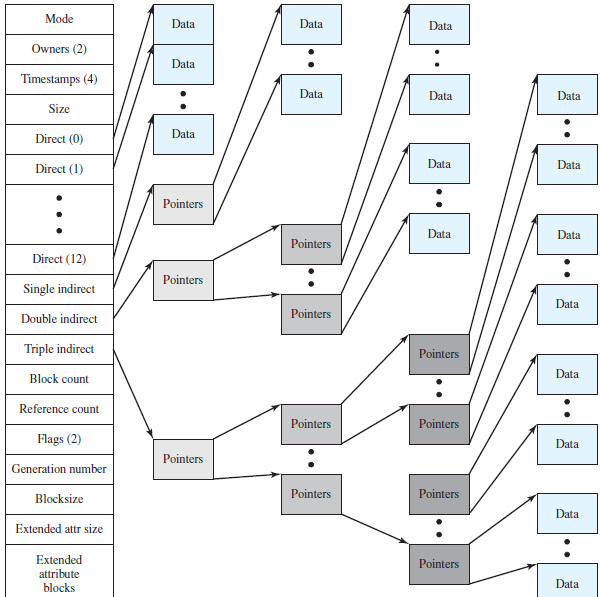 Mode
Owners (2)
Timestamps (4)
Size
Direct (0)
Direct (1)
Direct (12)
Single indirect
Double indirect
Triple indirect
Block count
Reference count
Flags (2)
Generation number
Blocksize
Extended attr size
Extended
attribute
blocks
Data
Data
Data
Pointers
Pointers
Pointers
Data
Data
Pointers
Pointers
Pointers
Pointers
Data
Data
Data
Data
Pointers
Pointers
Pointers
Pointers
Data
Data
Data
Data
Data
Data
Data
Data